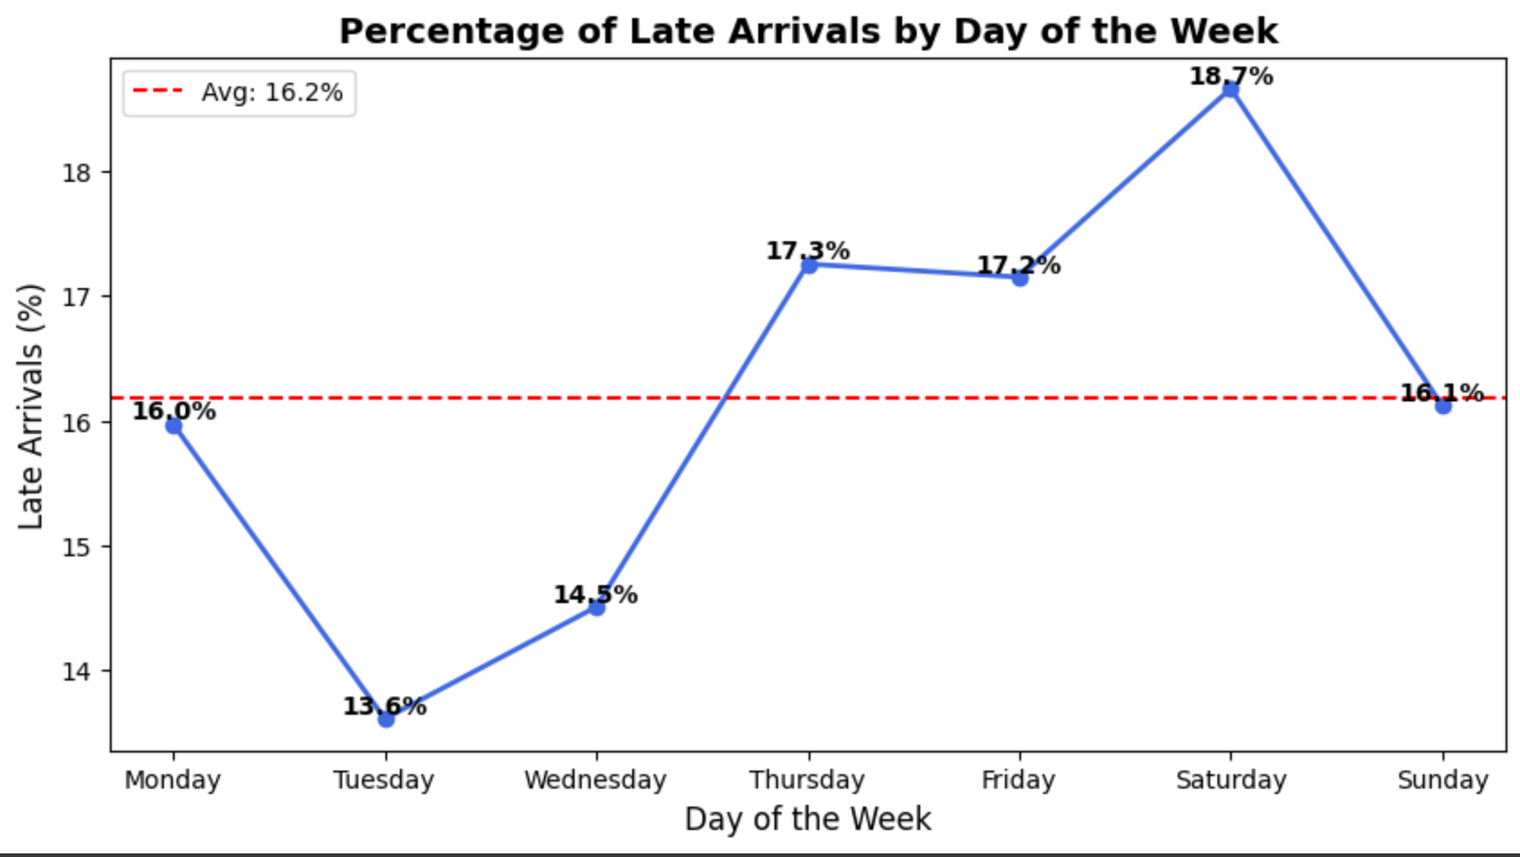 Percentage of Late Arrivals by Day of the Week
Avg: 16.2%
18.7%
18
17.3%
17.2%
17
16.0%
16.1%
16
15
14.5%
14
13.6%
Late Arrivals (%)
Monday Tuesday Wednesday Thursday Friday Saturday Sunday
Day of the Week